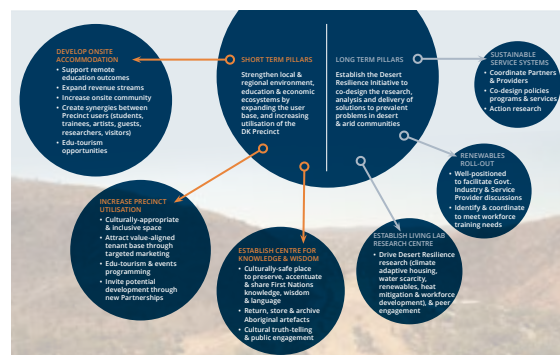 DEVELOP ONSITE
ACCOMMODATION
• Support remote
education outcomes
• Expand revenue streams
• Increase onsite community
• Create synergies between
Precinct users (students,
trainees, artists, guests,
researchers, visitors)
• Edu-tourism
opportunities
SHORT TERM PILLARS
Strengthen local &
regional environment,
education & economic
ecosystems by
expanding the user
base, and increasing
utilisation of the
DK Precinct
LONG TERM PILLARS
Establish the Desert
Resilience Initiative to
co-design the research,
analysis and delivery of
solutions to prevalent
problems in desert
& arid communities
SUSTAINABLE
SERVICE SYSTEMS
• Coordinate Partners
& Providers
• Co-design policies
programs & services
• Action research
RENEWABLES
ROLL-OUT
• Well-positioned
to facilitate Govt.
Industry & Service
Provider discussions
• Identify & coordinate
to meet workforce
training needs
INCREASE PRECINCT
UTILISATION
• Culturally-appropriate
& inclusive space
• Attract value-aligned
tenant base through
targeted marketing
• Edu-tourism & events
programming
• Invite potential
development through
new Partnerships
ESTABLISH CENTRE FOR
KNOWLEDGE & WISDOM
• Culturally-safe place
to preserve, accentuate
& share First Nations
knowledge, wisdom
& language
• Return, store & archive
Aboriginal artefacts
• Cultural truth-telling
& public engagement
ESTABLISH LIVING LAB
RESEARCH CENTRE
• Drive Desert Resilience
research (climate
adaptive housing,
water scarcity,
renewables, heat
mitigation & workforce
development), & peer
engagement